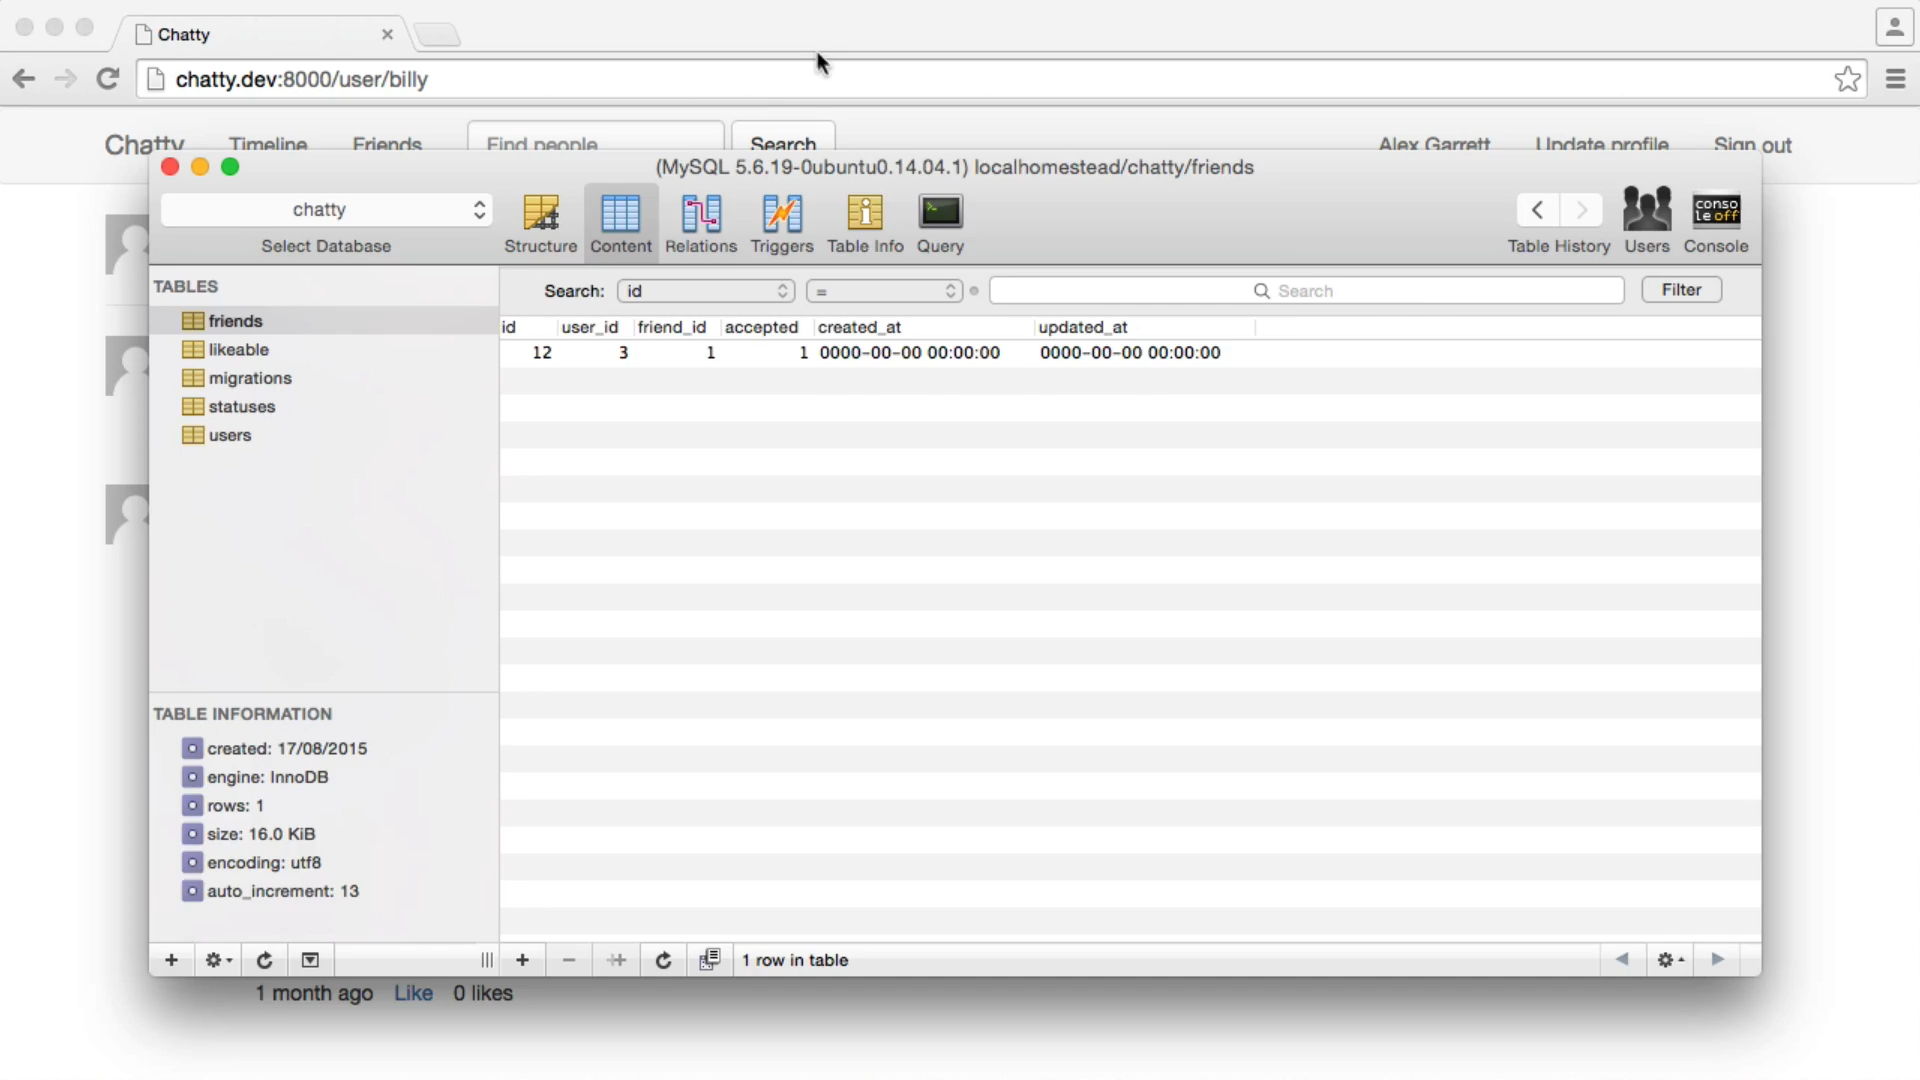 Chatty
chatty.dev:8000/user/billy
Chatty Timeline Friends Find people Search Alex Garrett Update profile Sign out
(MySQL 5.6.19-0ubuntu0.14.04.1) localhomestead/chatty/friends
chatty
Select Database Structure Content Relations Triggers Table Info Query Table History Users Console
conso
le off
TABLES
Search: id = Search Filter
friends
likeable
migrations
statuses
users
id user_id friend_id accepted created_at updated_at
12 3 1 1 0000-00-00 00:00:00 0000-00-00 00:00:00
TABLE INFORMATION
created: 17/08/2015
engine: InnoDB
rows: 1
size: 16.0 KiB
encoding: utf8
auto_increment: 13
1 row in table
1 month ago Like 0 likes